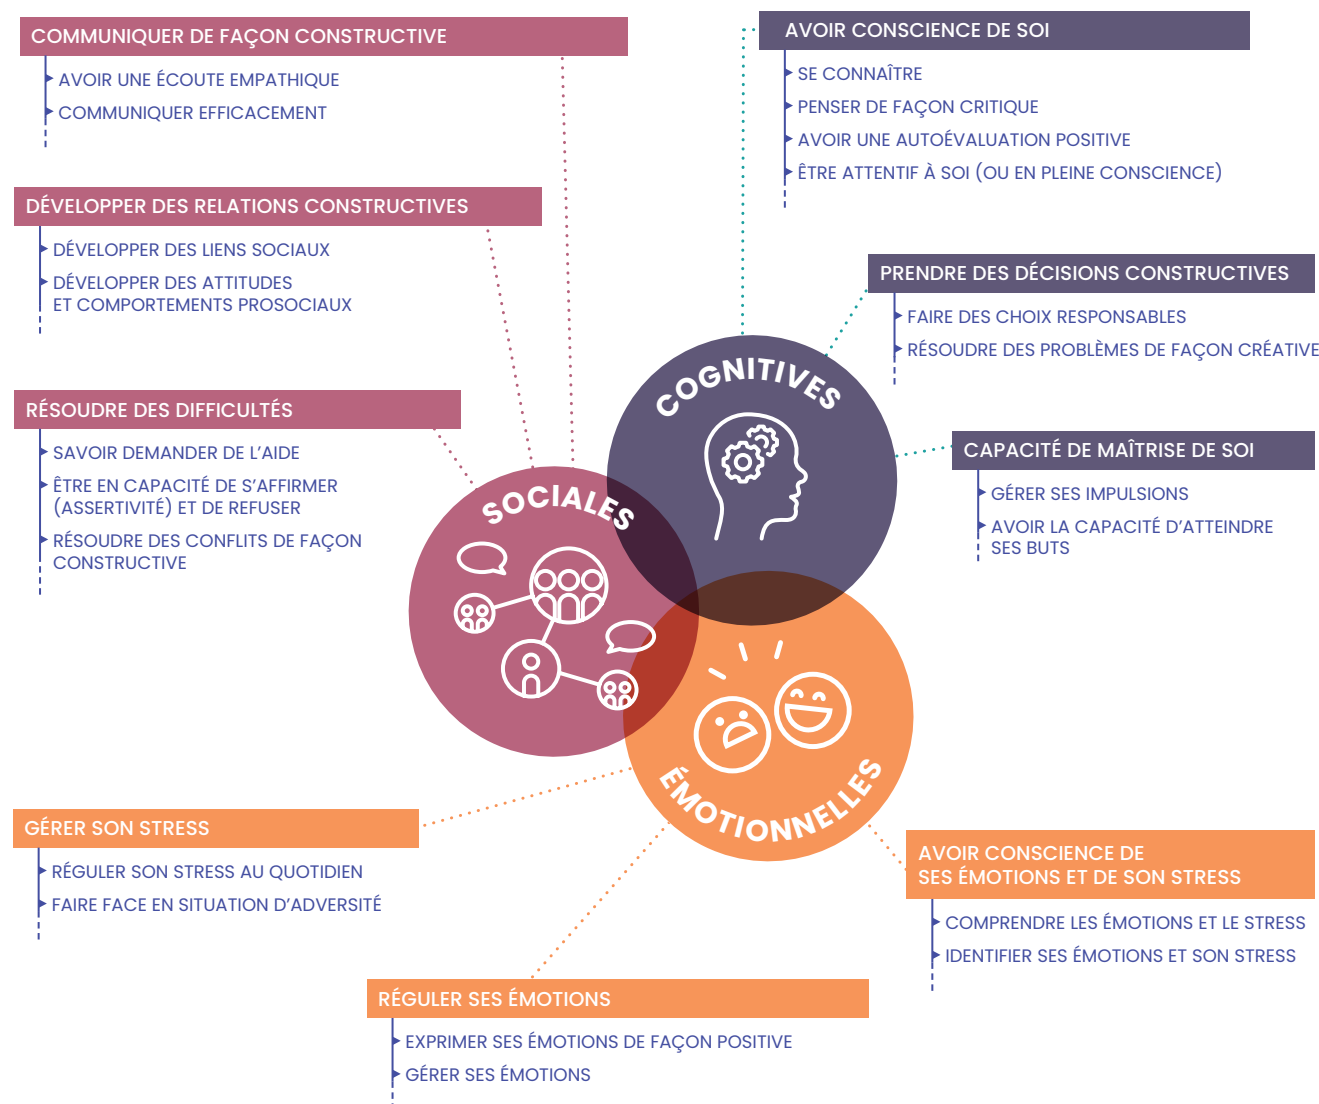 COMMUNIQUER DE FAÇON CONSTRUCTIVE
AVOIR UNE ÉCOUTE EMPATHIQUE
COMMUNIQUER EFFICACEMENT
DÉVELOPPER DES RELATIONS CONSTRUCTIVES
DÉVELOPPER DES LIENS SOCIAUX
DÉVELOPPER DES ATTITUDES
ET COMPORTEMENTS PROSOCIAUX
RÉSOUDRE DES DIFFICULTÉS
SAVOIR DEMANDER DE L’AIDE
ÊTRE EN CAPACITÉ DE S’AFFIRMER
(ASSERTIVITÉ) ET DE REFUSER
RÉSOUDRE DES CONFLITS DE FAÇON
CONSTRUCTIVE
AVOIR CONSCIENCE DE SOI
SE CONNAÎTRE
PENSER DE FAÇON CRITIQUE
AVOIR UNE AUTOÉVALUATION POSITIVE
ÊTRE ATTENTIF À SOI (OU EN PLEINE CONSCIENCE)
PRENDRE DES DÉCISIONS CONSTRUCTIVES
FAIRE DES CHOIX RESPONSABLES
RÉSOUDRE DES PROBLÈMES DE FAÇON CRÉATIVE
CAPACITÉ DE MAÎTRISE DE SOI
GÉRER SES IMPULSIONS
AVOIR LA CAPACITÉ D’ATTEINDRE
SES BUTS
COGNITIVES
SOCIALES
ÉMOTIONNELLES
GÉRER SON STRESS
RÉGULER SON STRESS AU QUOTIDIEN
FAIRE FACE EN SITUATION D’ADVERSITÉ
AVOIR CONSCIENCE DE
SES ÉMOTIONS ET DE SON STRESS
COMPRENDRE LES ÉMOTIONS ET LE STRESS
IDENTIFIER SES ÉMOTIONS ET SON STRESS
RÉGULER SES ÉMOTIONS
EXPRIMER SES ÉMOTIONS DE FAÇON POSITIVE
GÉRER SES ÉMOTIONS